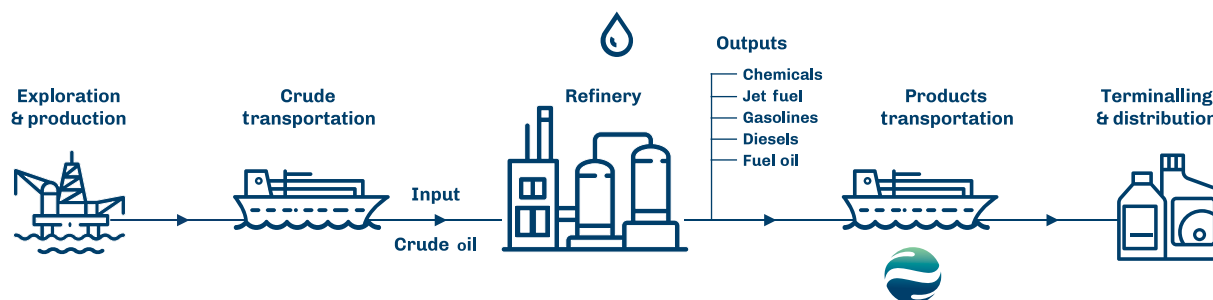 Exploration
& production
Crude
transportation
Input
Crude oil
Refinery
Outputs
Chemicals
Jet fuel
Gasolines
Diesels
Fuel oil
Products
transportation
Terminalling
& distribution